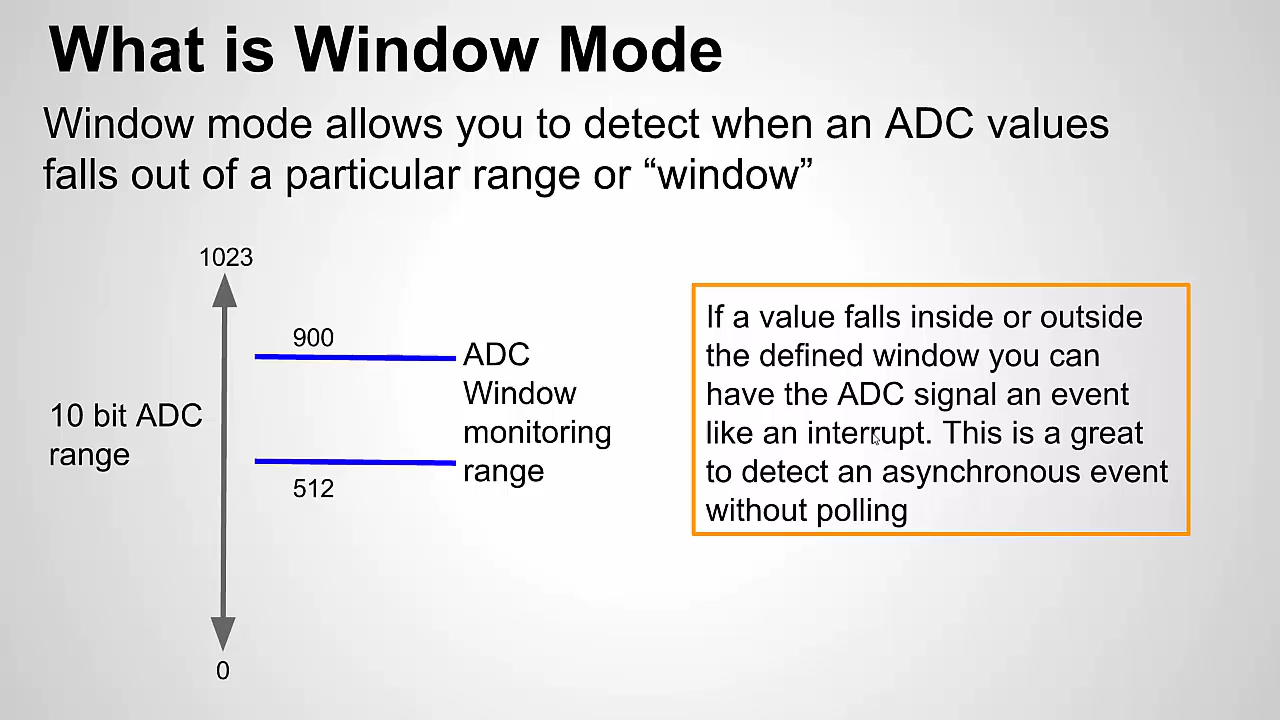 What is Window Mode
Window mode allows you to detect when an ADC values
falls out of a particular range or “window”
1023
900
ADC
Window
monitoring
range
10 bit ADC
range
512
0
If a value falls inside or outside
the defined window you can
have the ADC signal an event
like an interrupt. This is a great
to detect an asynchronous event
without polling